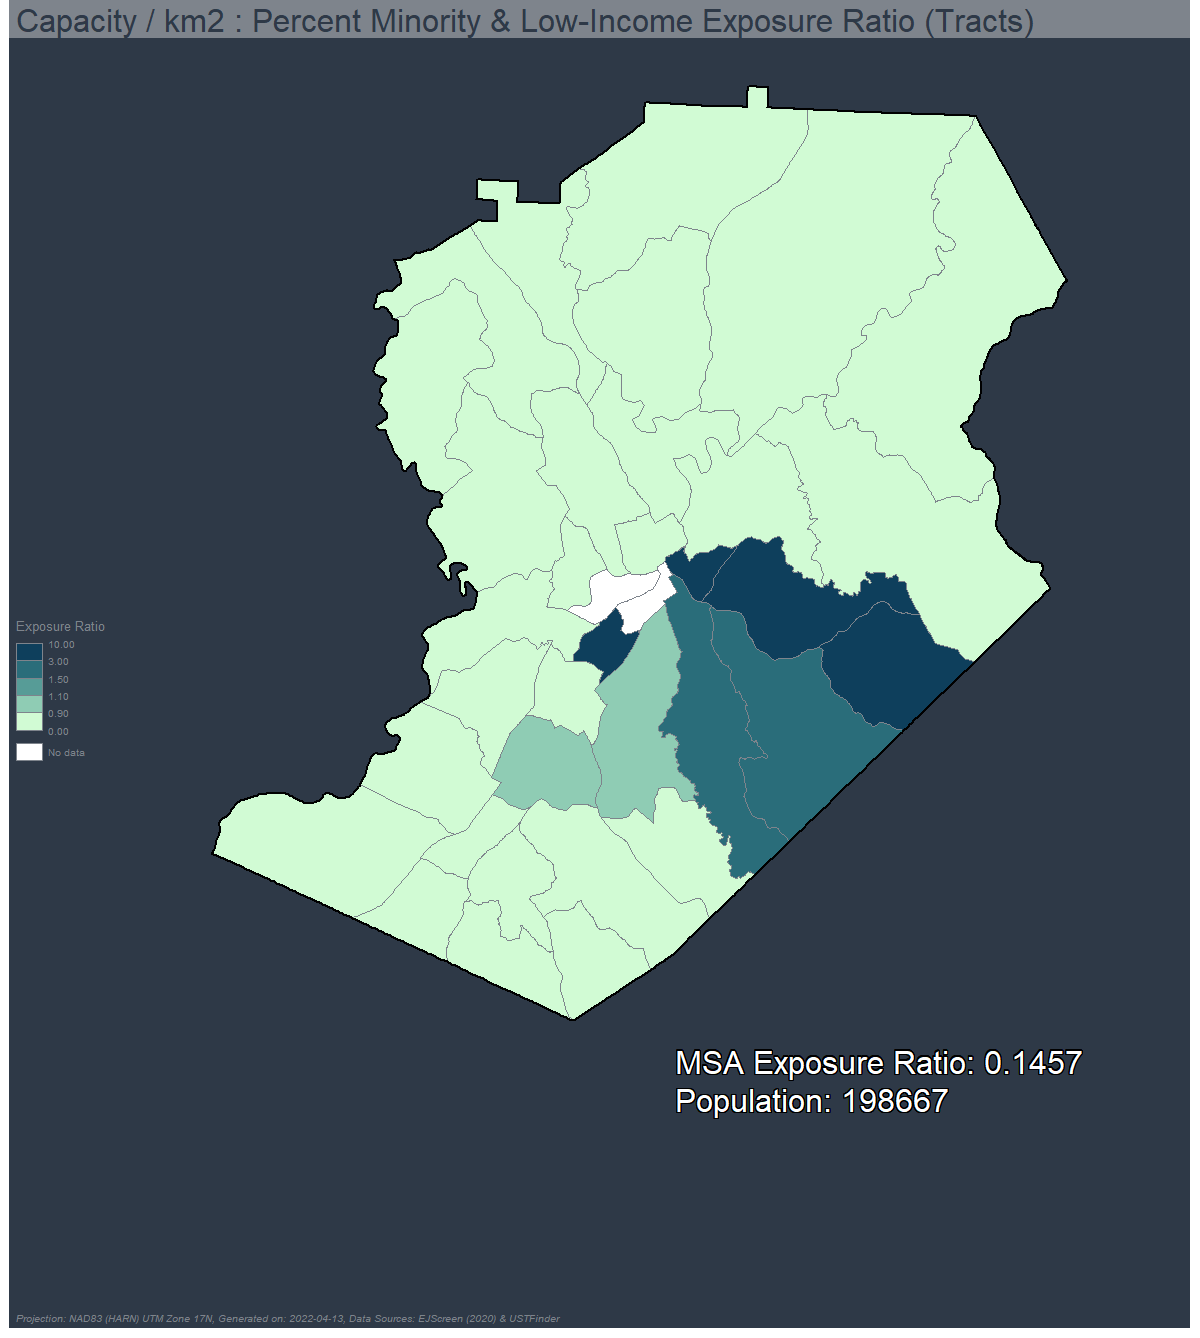 Capacity / km2 : Percent Minority & Low-Income Exposure Ratio (Tracts)
Exposure Ratio
10.00
3.00
1.50
1.10
0.90
0.00
No data
MSA Exposure Ratio: 0.1457
Population: 198667
Projection: NAD83 (HARN) UTM Zone 17N, Generated on: 2022-04-13, Data Sources: EJScreen (2020) & USTFinder